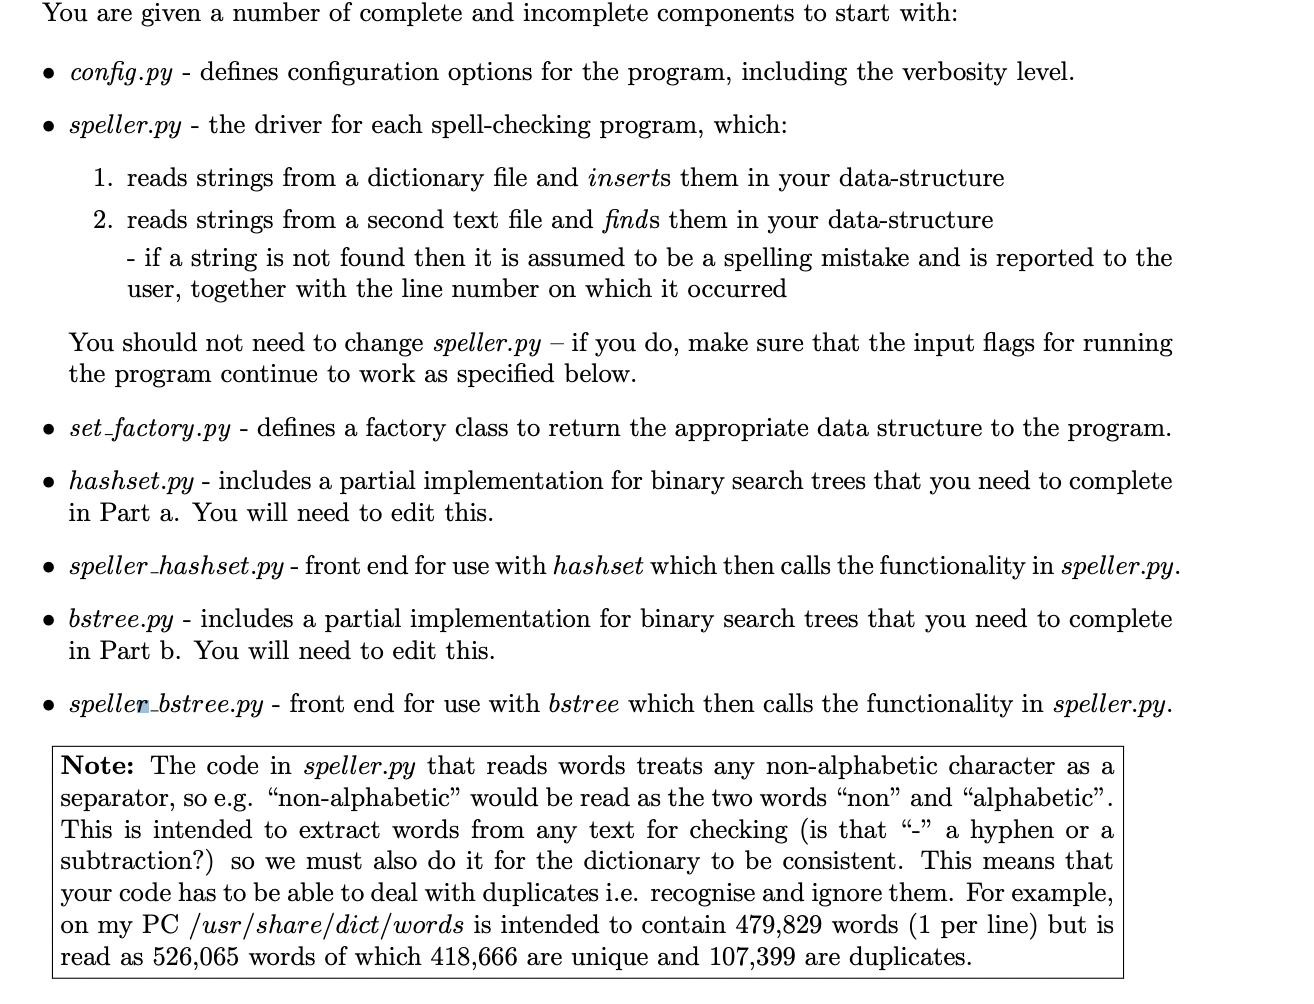 You are given a number of complete and incomplete components to start with:
• config.py - defines configuration options for the program, including the verbosity level.
• speller.py - the driver for each spell-checking program, which:
1. reads strings from a dictionary file and inserts them in your data-structure
2. reads strings from a second text file and finds them in your data-structure
- if a string is not found then it is assumed to be a spelling mistake and is reported to the
user, together with the line number on which it occurred
You should not need to change speller.py – if you do, make sure that the input flags for running
the program continue to work as specified below.
• set_factory.py - defines a factory class to return the appropriate data structure to the program.
• hashset.py - includes a partial implementation for binary search trees that you need to complete
in Part a. You will need to edit this.
• speller_hashset.py - front end for use with hashset which then calls the functionality in speller.py.
• bstree.py - includes a partial implementation for binary search trees that you need to complete
in Part b. You will need to edit this.
• speller_bstree.py - front end for use with bstree which then calls the functionality in speller.py.
Note: The code in speller.py that reads words treats any non-alphabetic character as a
separator, so e.g. “non-alphabetic” would be read as the two words “non” and “alphabetic”.
This is intended to extract words from any text for checking (is that “-” a hyphen or a
subtraction?) so we must also do it for the dictionary to be consistent. This means that
your code has to be able to deal with duplicates i.e. recognise and ignore them. For example,
on my PC /usr/share/dict/words is intended to contain 479,829 words (1 per line) but is
read as 526,065 words of which 418,666 are unique and 107,399 are duplicates.